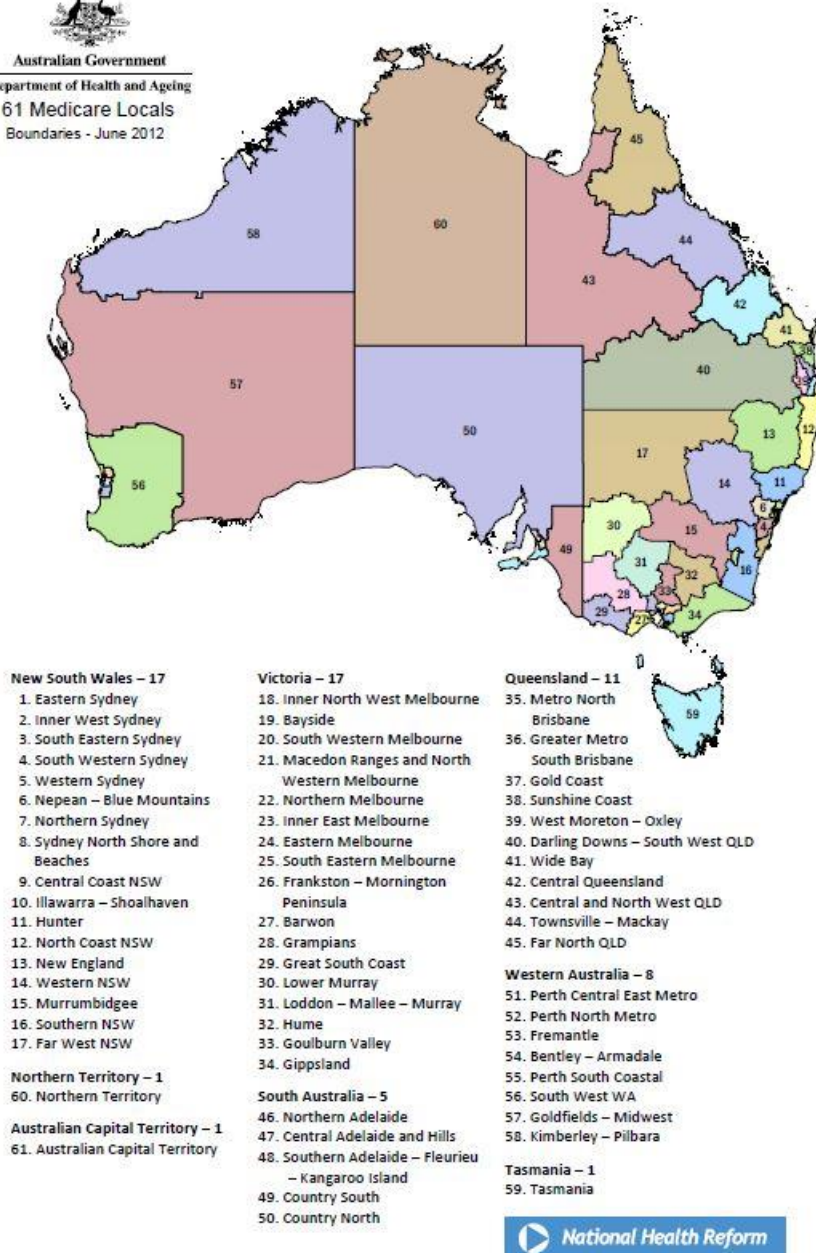 Australian Government
Department of Health and Ageing
61 Medicare Locals
Boundaries - June 2012
45
58
60
44
43
42
41
38
57
40
39
50
13
12
17
56
14
11
6
30
4
15
49
31
16
32
28
33
29
34
27
59
New South Wales – 17
1. Eastern Sydney
2. Inner West Sydney
3. South Eastern Sydney
4. South Western Sydney
5. Western Sydney
6. Nepean – Blue Mountains
7. Northern Sydney
8. Sydney North Shore and
Beaches
9. Central Coast NSW
10. Illawarra – Shoalhaven
11. Hunter
12. North Coast NSW
13. New England
14. Western NSW
15. Murrumbidgee
16. Southern NSW
17. Far West NSW
Northern Territory – 1
60. Northern Territory
Australian Capital Territory – 1
61. Australian Capital Territory
Victoria – 17
18. Inner North West Melbourne
19. Bayside
20. South Western Melbourne
21. Macedon Ranges and North
Western Melbourne
22. Northern Melbourne
23. Inner East Melbourne
24. Eastern Melbourne
25. South Eastern Melbourne
26. Frankston – Mornington
Peninsula
27. Barwon
28. Grampians
29. Great South Coast
30. Lower Murray
31. Loddon – Mallee – Murray
32. Hume
33. Goulburn Valley
34. Gippsland
South Australia – 5
46. Northern Adelaide
47. Central Adelaide and Hills
48. Southern Adelaide – Fleurieu
– Kangaroo Island
49. Country South
50. Country North
Queensland – 11
35. Metro North
Brisbane
36. Greater Metro
South Brisbane
37. Gold Coast
38. Sunshine Coast
39. West Moreton – Oxley
40. Darling Downs – South West QLD
41. Wide Bay
42. Central Queensland
43. Central and North West QLD
44. Townsville – Mackay
45. Far North QLD
Western Australia – 8
51. Perth Central East Metro
52. Perth North Metro
53. Fremantle
54. Bentley – Armadale
55. Perth South Coastal
56. South West WA
57. Goldfields – Midwest
58. Kimberley – Pilbara
Tasmania – 1
59. Tasmania
National Health Reform